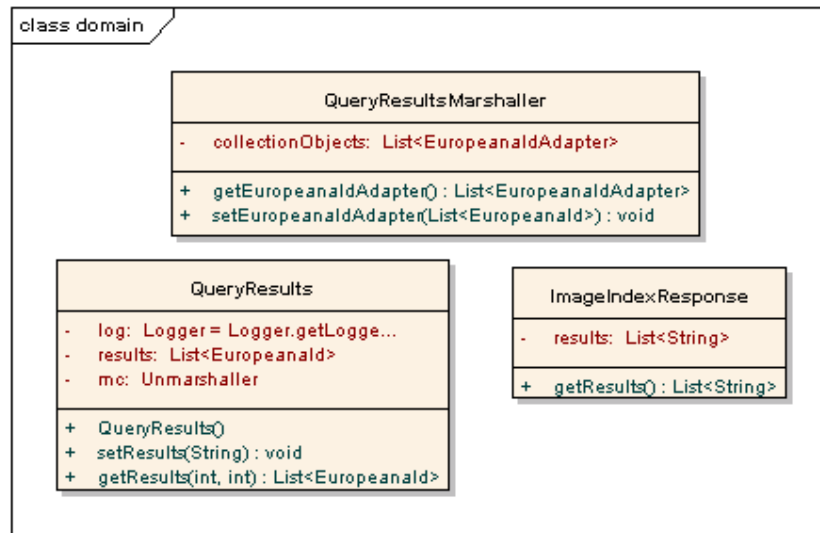 class domain
QueryResultsMarshaller
- collectionObjects: List<EuropeanaIdAdapter>
+ getEuropeanaIdAdapter() : List<EuropeanaIdAdapter>
+ setEuropeanaIdAdapter(List<EuropeanaId>) : void
QueryResults
- log: Logger = Logger.getLogge...
- results: List<EuropeanaId>
- mc: Unmarshaller
+ QueryResults()
+ setResults(String) : void
+ getResults(int, int) : List<EuropeanaId>
ImageIndexResponse
- results: List<String>
+ getResults() : List<String>